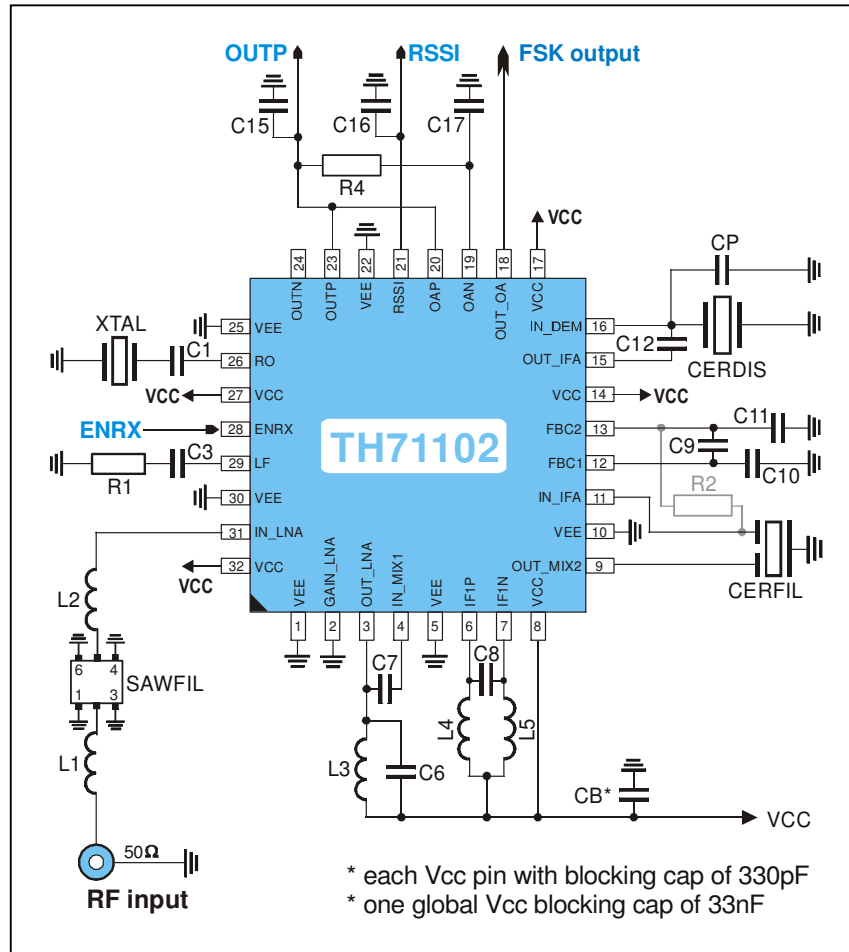 OUTP RSSI FSK output
C15 C16 C17
R4
VCC
CP
24 23 22 21 20 19 18 17
OUTN OUTP VEE RSSI OAP OAN OUT_OA VCC
XTAL
C1
25 VEE
26 RO
VCC 27 VCC
ENRX 28 ENRX
C3
R1
29 LF
30 VEE
31 IN_LNA
VCC 32 VCC
TH71102
IN_DEM 16
C12
OUT_IFA 15
CERDIS
VCC 14 VCC
C11
FBC2 13
C9
FBC1 12
C10
IN_IFA 11
R2
VEE 10
OUT_MIX2 9
CERFIL
VEE GAIN_LNA OUT_LNA IN_MIX1 VEE IF1P IF1N VCC
1 2 3 4 5 6 7 8
L2
6 4
1 3
SAWFIL
L1
C7 C8
L4 L5
L3 C6
CB*
VCC
50Ω
RF input
* each Vcc pin with blocking cap of 330pF
* one global Vcc blocking cap of 33nF